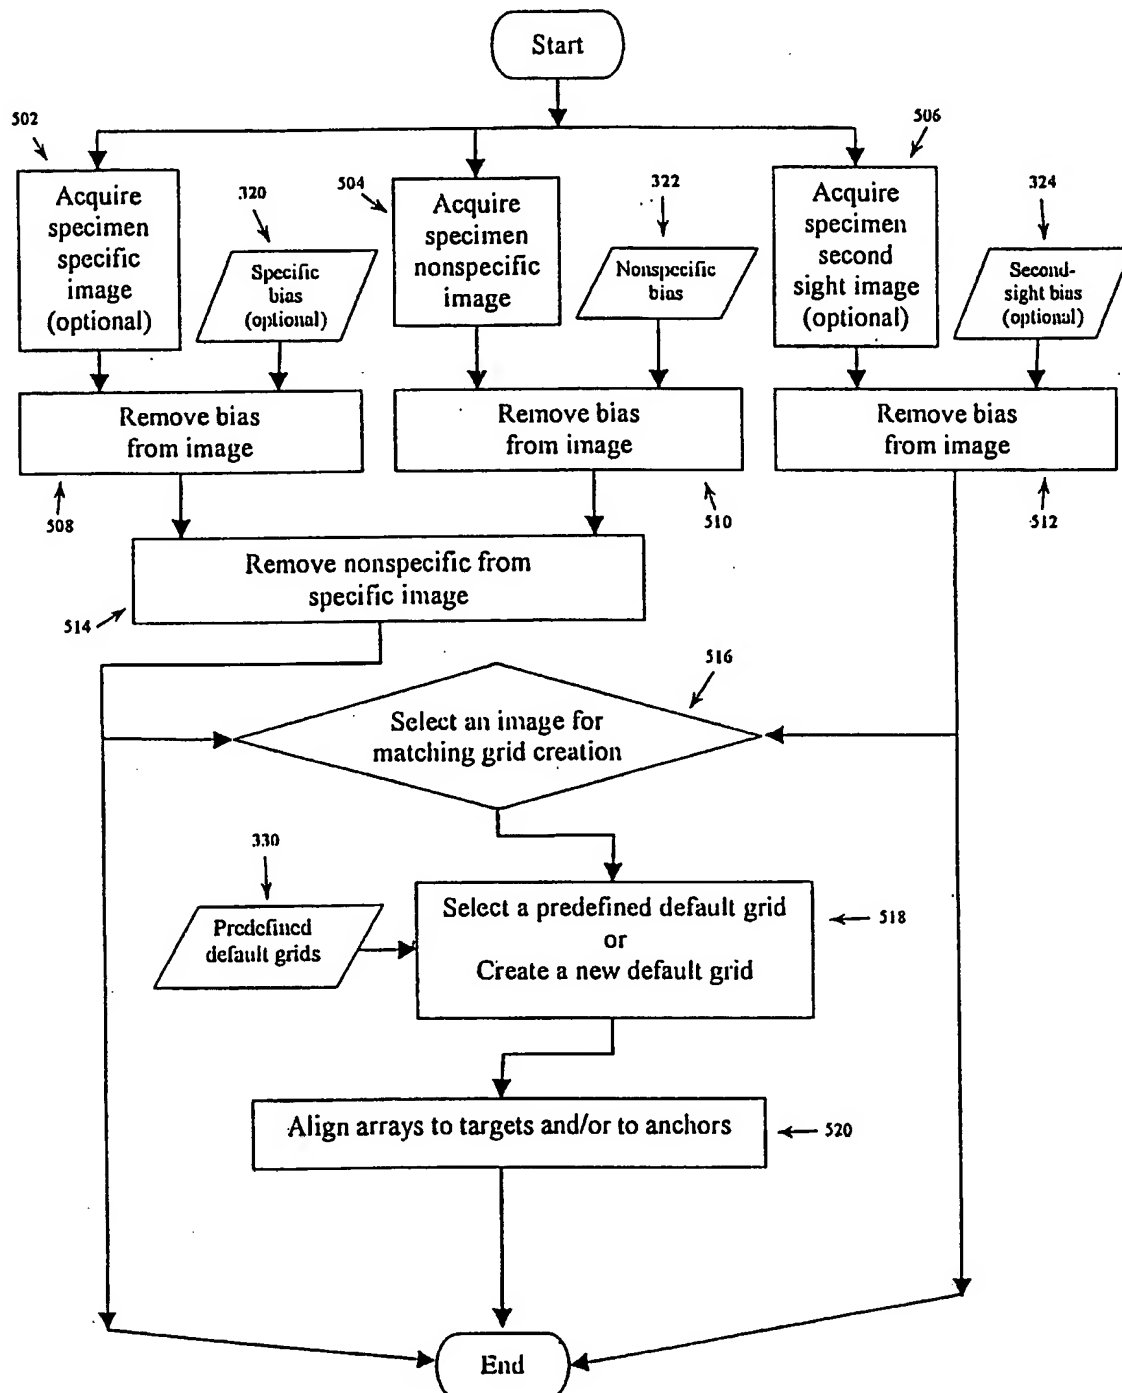 Start
502
506
504
320
322
324
Acquire
specimen
specific
image
(optional)
Specific
bias
(optional)
Acquire
specimen
nonspecific
image
Nonspecific
bias
Acquire
specimen
second
sight image
(optional)
Second-
sight bias
(optional)
Remove bias
from image
Remove bias
from image
Remove bias
from image
508
510
512
Remove nonspecific from
specific image
514
516
Select an image for
matching grid creation
330
Predefined
default grids
Select a predefined default grid
or
Create a new default grid
518
Align arrays to targets and/or to anchors
520
End